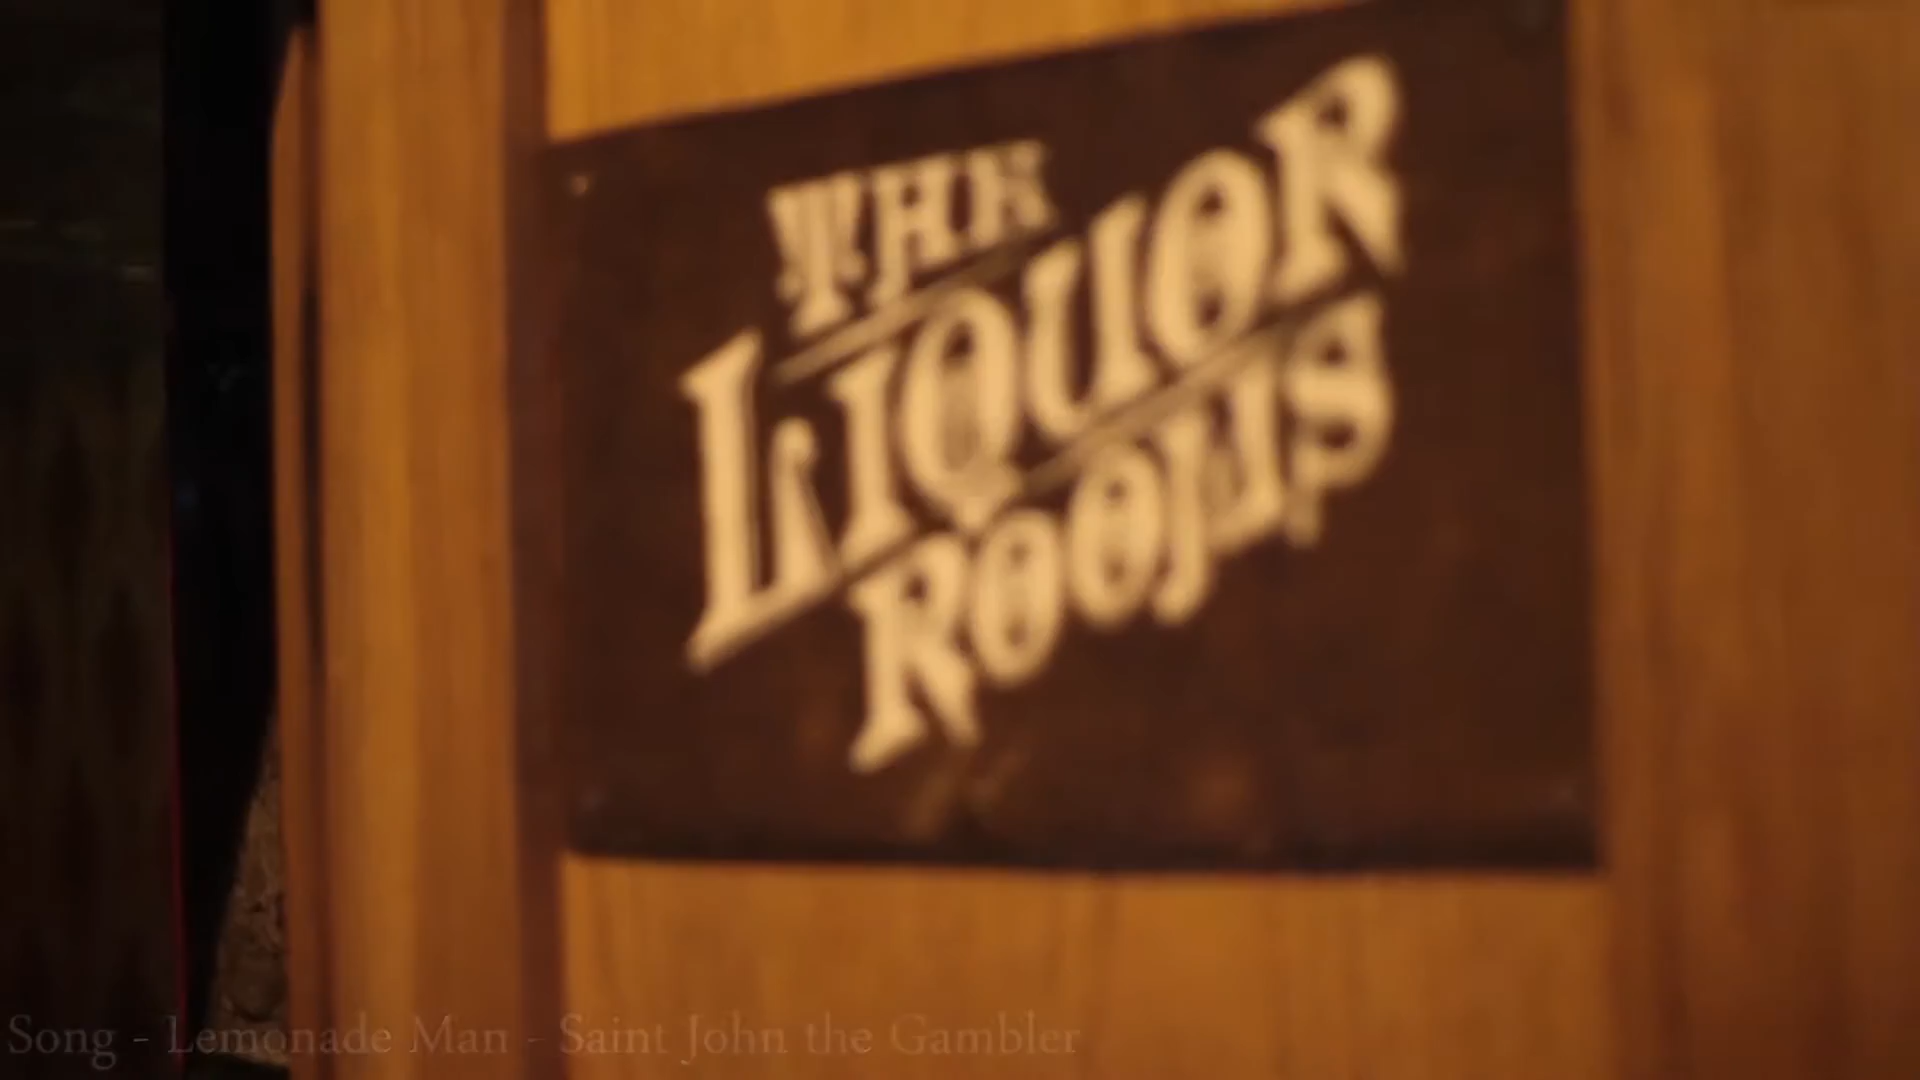 THE
LIQUOR
ROOMS
Song - Lemonade Man - Saint John the Gambler